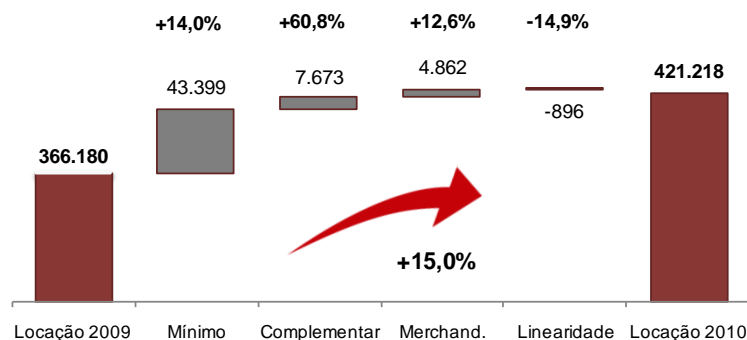 +14,0% +60,8% +12,6% -14,9%
43.399 7.673 4.862 421.218
-896
366.180
+15,0%
Locação 2009 Mínimo Complementar Merchand. Linearidade Locação 2010